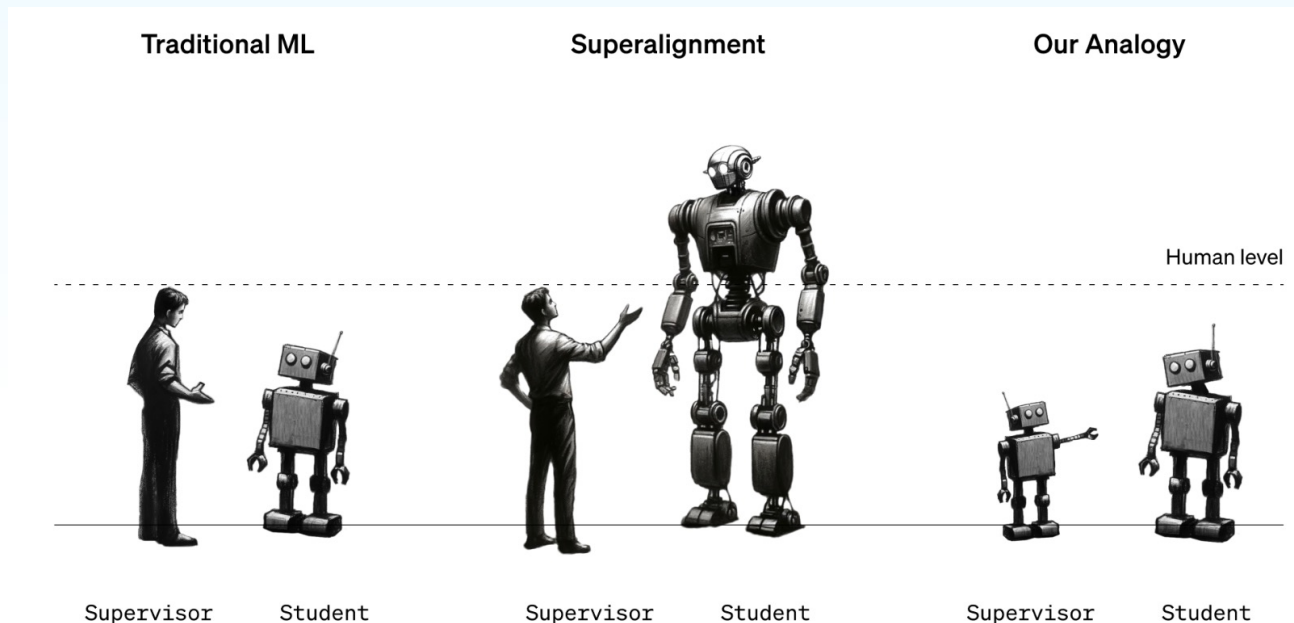 Traditional ML
Superalignment
Our Analogy
Human level
Supervisor
Student
Supervisor
Student
Supervisor
Student